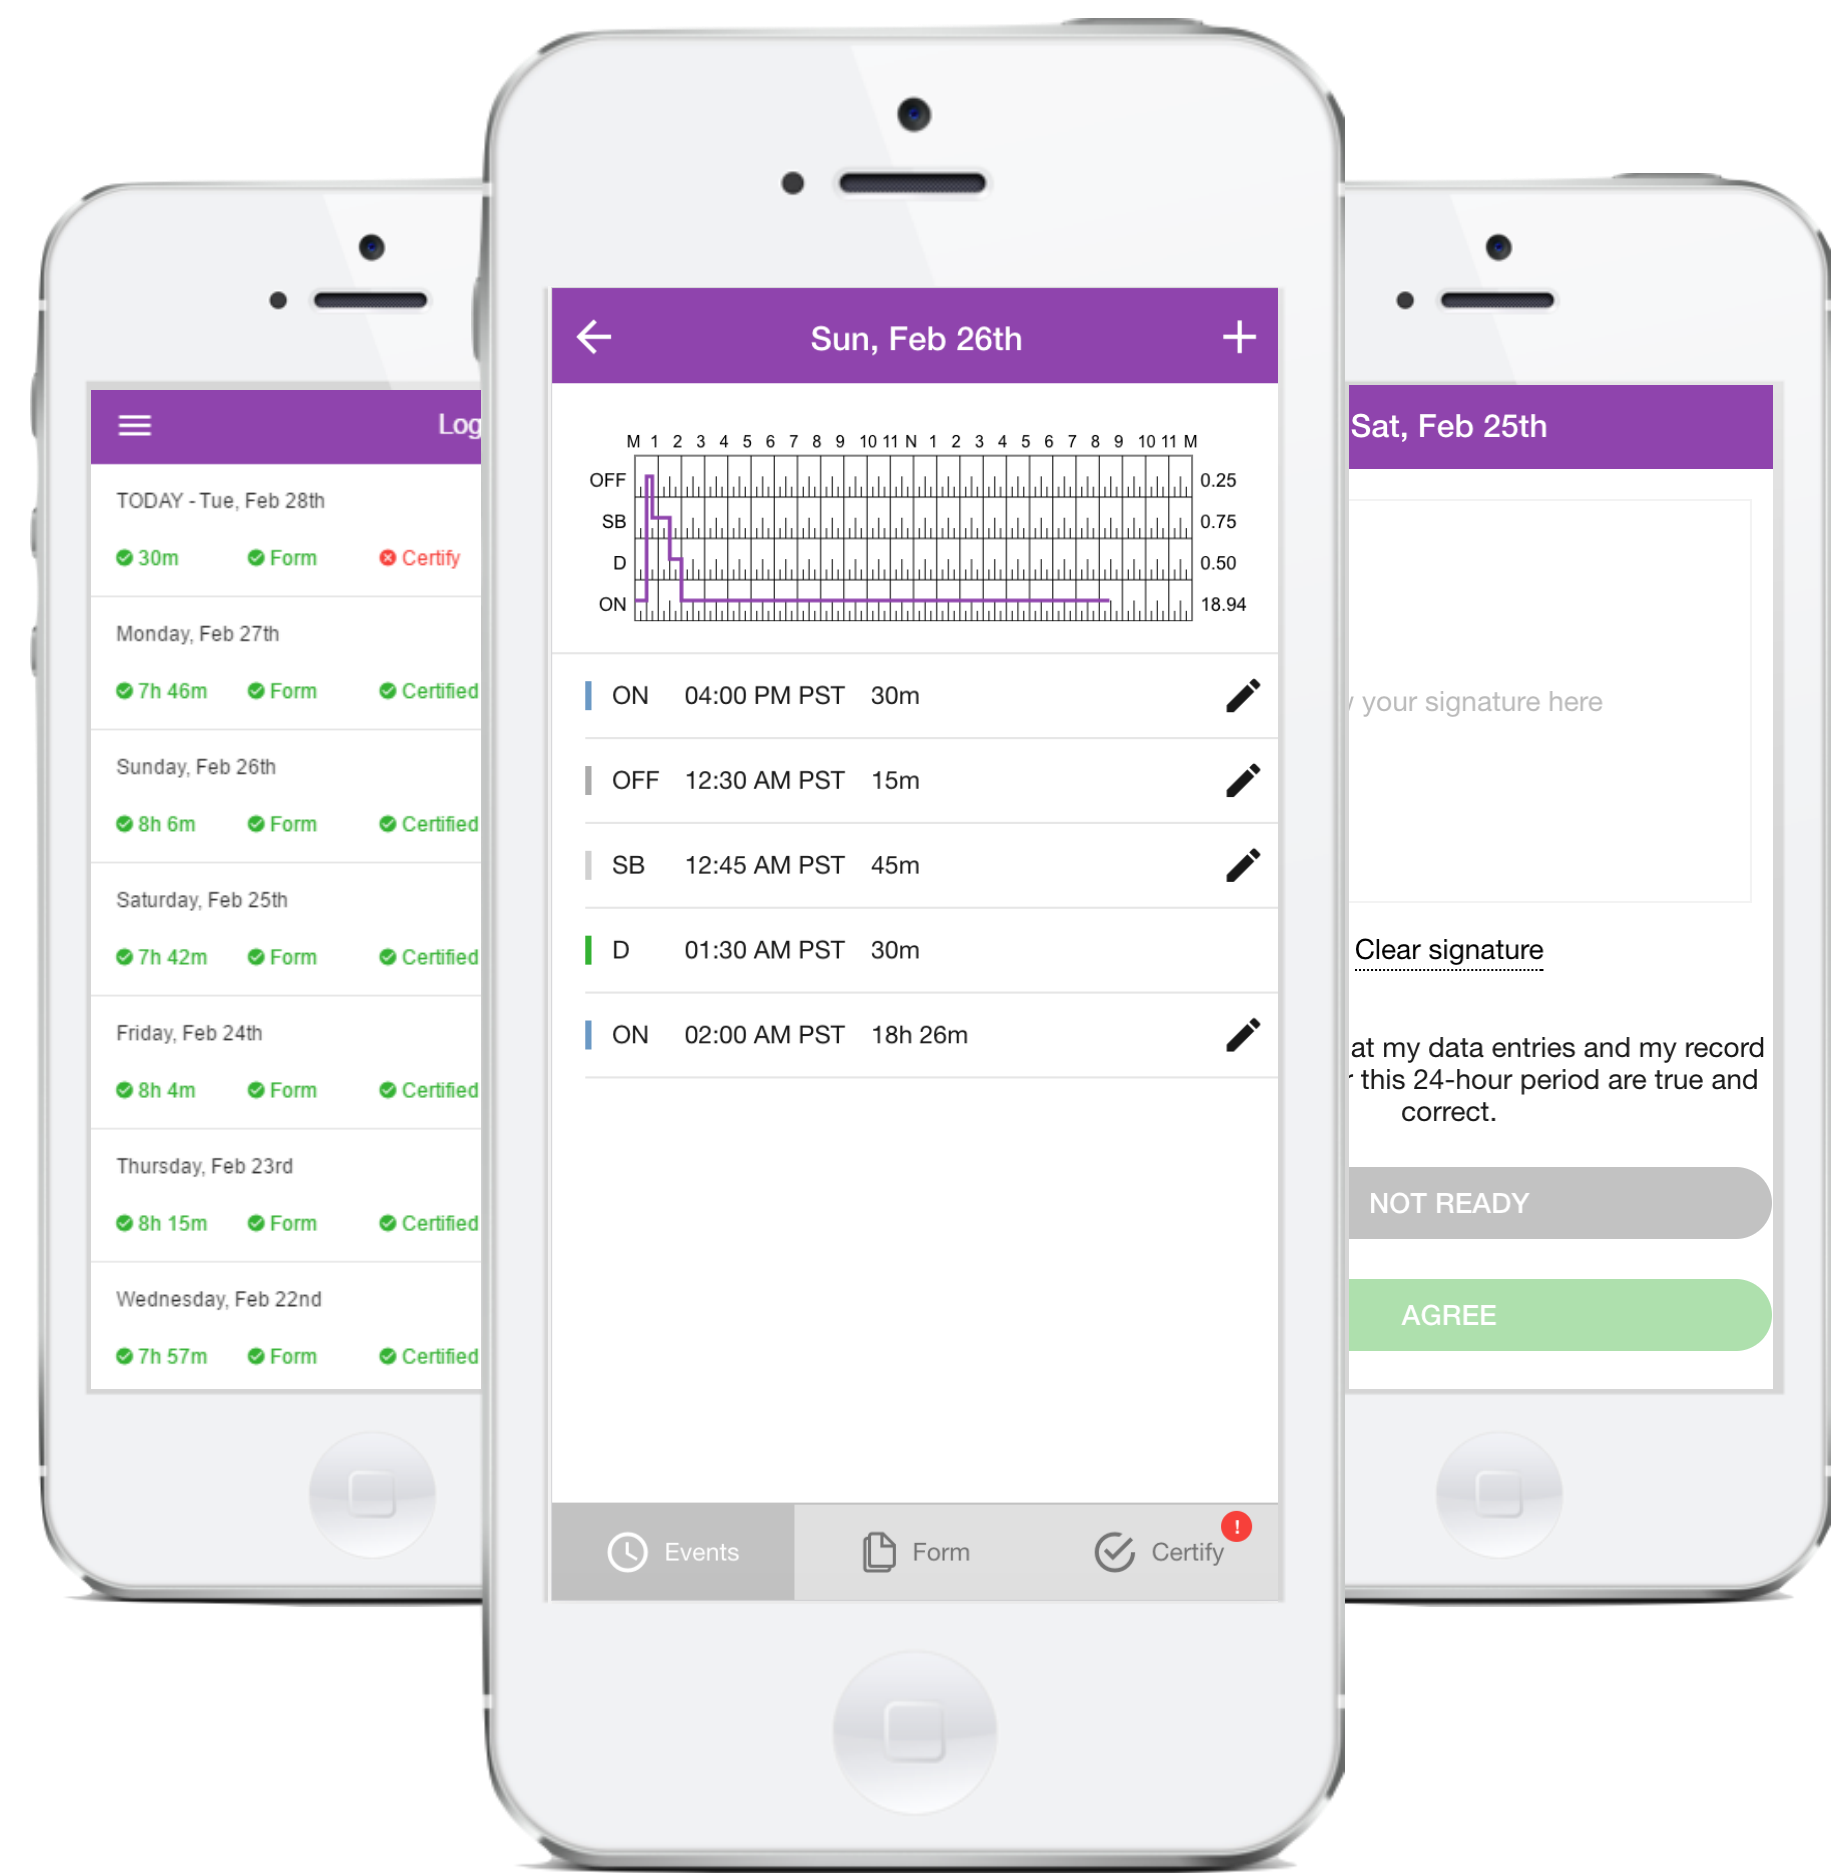 Log
TODAY - Tue, Feb 28th
30m Form Certify
Monday, Feb 27th
7h 46m Form Certified
Sunday, Feb 26th
8h 6m Form Certified
Saturday, Feb 25th
7h 42m Form Certified
Friday, Feb 24th
8h 4m Form Certified
Thursday, Feb 23rd
8h 15m Form Certified
Wednesday, Feb 22nd
7h 57m Form Certified
Sun, Feb 26th
M 1 2 3 4 5 6 7 8 9 10 11 N 1 2 3 4 5 6 7 8 9 10 11 M
OFF 0.25
SB 0.75
D 0.50
ON 18.94
ON 04:00 PM PST 30m
OFF 12:30 AM PST 15m
SB 12:45 AM PST 45m
D 01:30 AM PST 30m
ON 02:00 AM PST 18h 26m
Events Form Certify !
Sat, Feb 25th
your signature here
Clear signature
at my data entries and my record
this 24-hour period are true and
correct.
NOT READY
AGREE